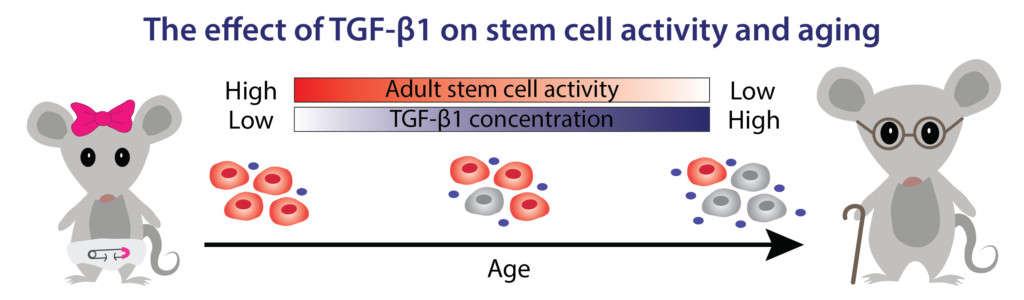 The effect of TGF-β1 on stem cell activity and aging
High Adult stem cell activity Low
Low TGF-β1 concentration High
Age